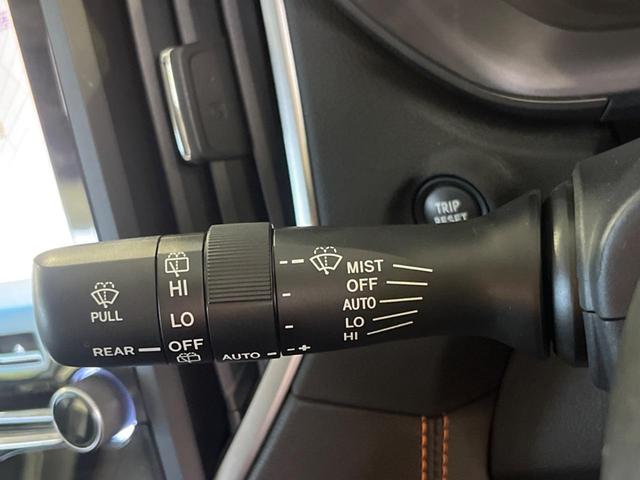 TRIP
RESET
MIST
OFF
AUTO
LO
HI
PULL
HI
LO
OFF
REAR
AUTO - +